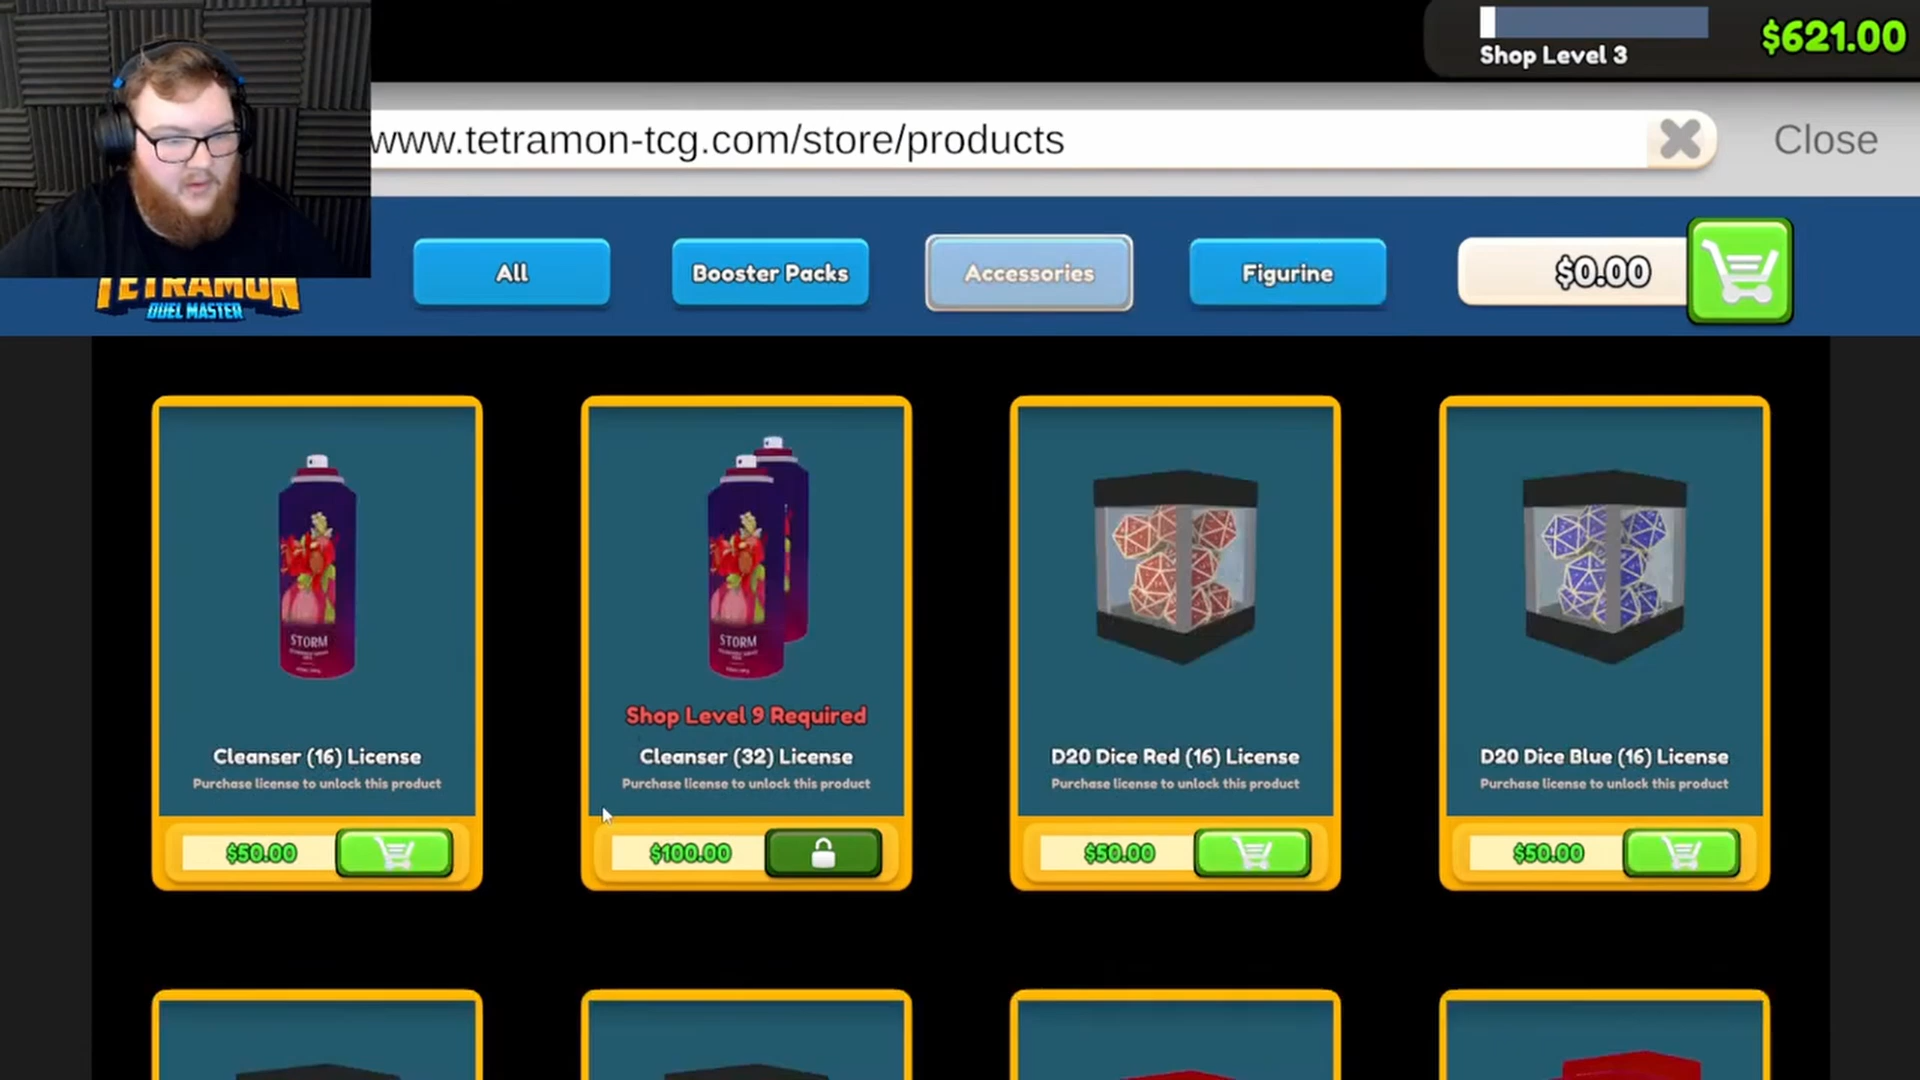 $621.00
Shop Level 3
www.tetramon-tcg.com/store/products
Close
TETRAMON
DUEL MASTER
All
Booster Packs
Accessories
Figurine
$0.00
STORM
STORM
Shop Level 9 Required
Cleanser (16) License
Cleanser (32) License
D20 Dice Red (16) License
D20 Dice Blue (16) License
Purchase license to unlock this product
Purchase license to unlock this product
Purchase license to unlock this product
Purchase license to unlock this product
$50.00
$100.00
$50.00
$50.00